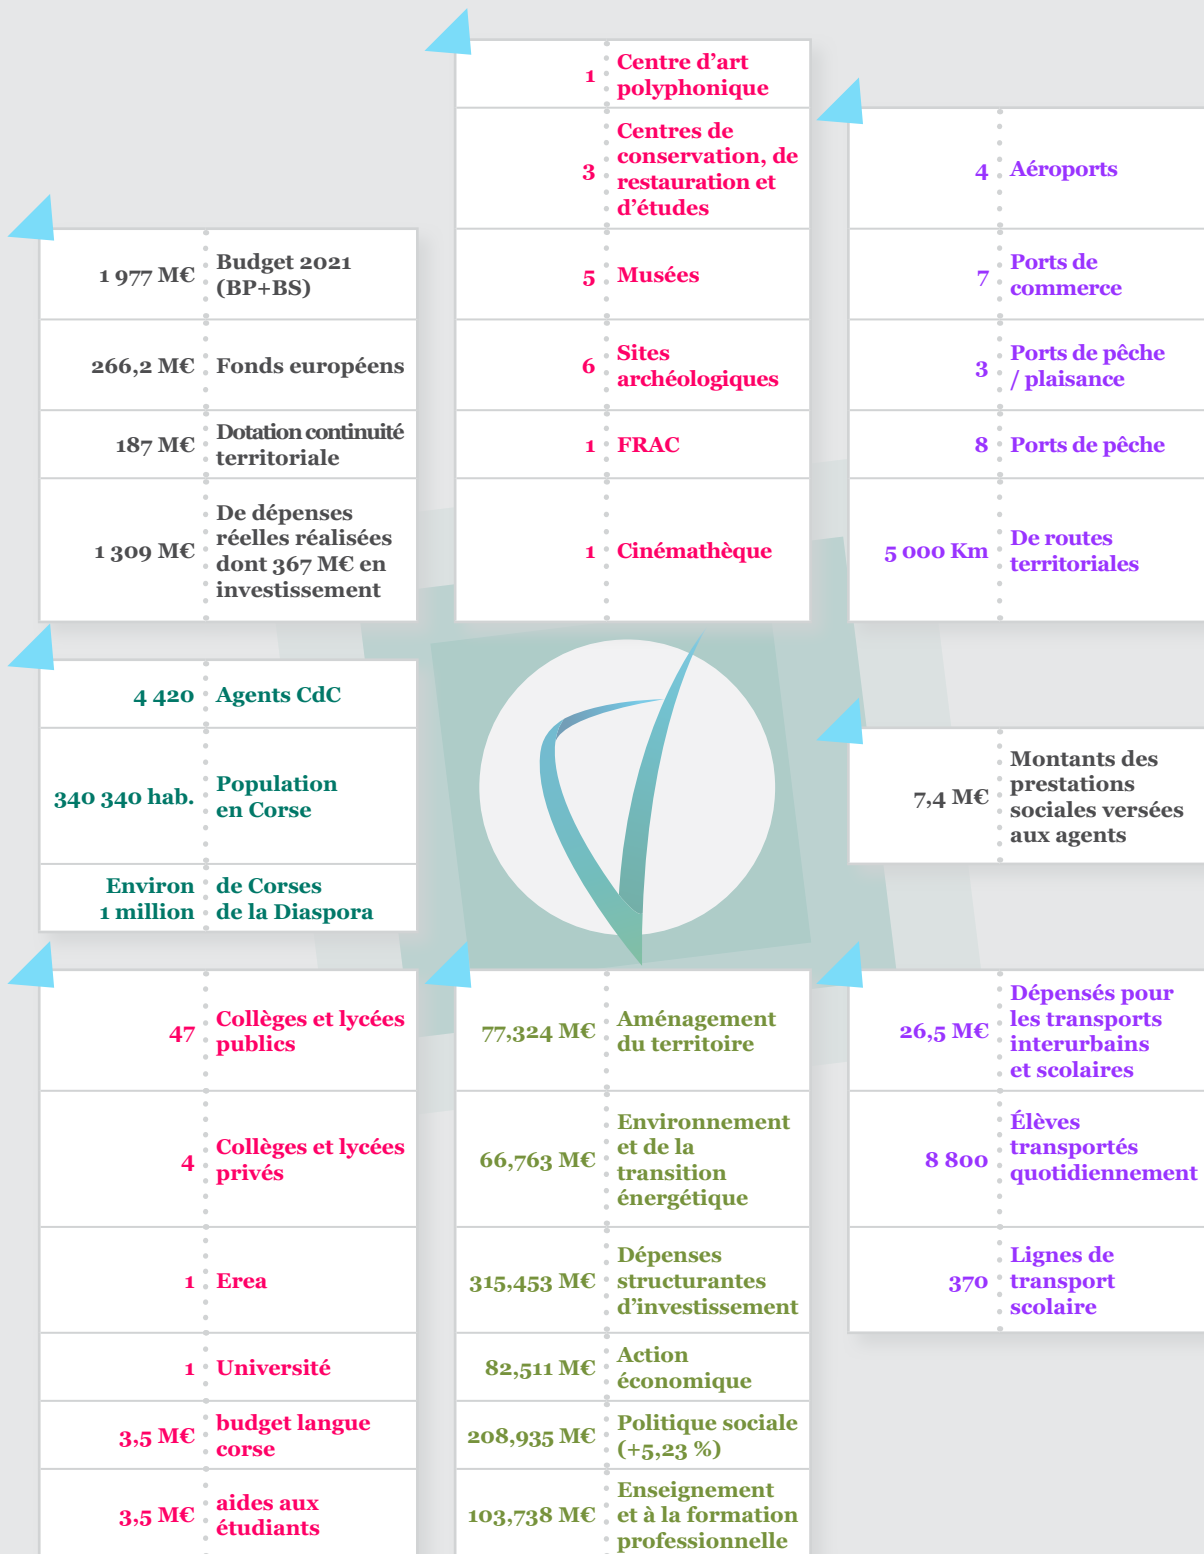 1 977 M€ Budget 2021
(BP+BS)
266,2 M€ Fonds européens
187 M€ Dotation continuité
territoriale
1 309 M€ De dépenses
réelles réalisées
dont 367 M€ en
investissement
1 Centre d’art
polyphonique
3 Centres de
conservation, de
restauration et
d’études
5 Musées
6 Sites
archéologiques
1 FRAC
1 Cinémathèque
4 Aéroports
7 Ports de
commerce
3 Ports de pêche
/ plaisance
8 Ports de pêche
5 000 Km De routes
territoriales
4 420 Agents CdC
340 340 hab. Population
en Corse
Environ de Corses
1 million de la Diaspora
7,4 M€ Montants des
prestations
sociales versées
aux agents
47 Collèges et lycées
publics
4 Collèges et lycées
privés
1 Erea
1 Université
3,5 M€ budget langue
corse
3,5 M€ aides aux
étudiants
77,324 M€ Aménagement
du territoire
66,763 M€ Environnement
et de la
transition
énergétique
315,453 M€ Dépenses
structurantes
d’investissement
82,511 M€ Action
économique
208,935 M€ Politique sociale
(+5,23 %)
103,738 M€ Enseignement
et à la formation
professionnelle
26,5 M€ Dépensés pour
les transports
interurbains
et scolaires
8 800 Élèves
transportés
quotidiennement
370 Lignes de
transport
scolaire